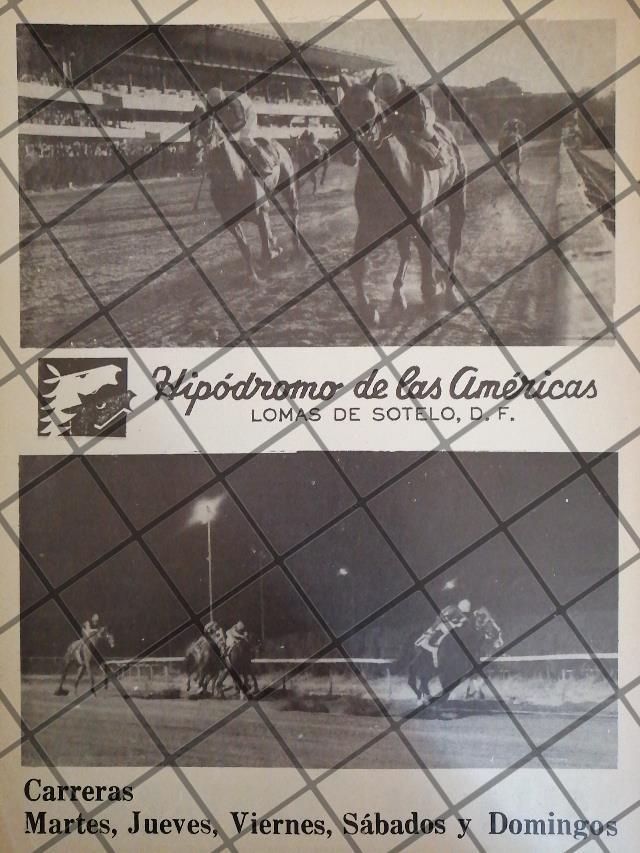 Hipódromo de las Américas
LOMAS DE SOTELO, D. F.
Carreras
Martes, Jueves, Viernes, Sábados y Domingos